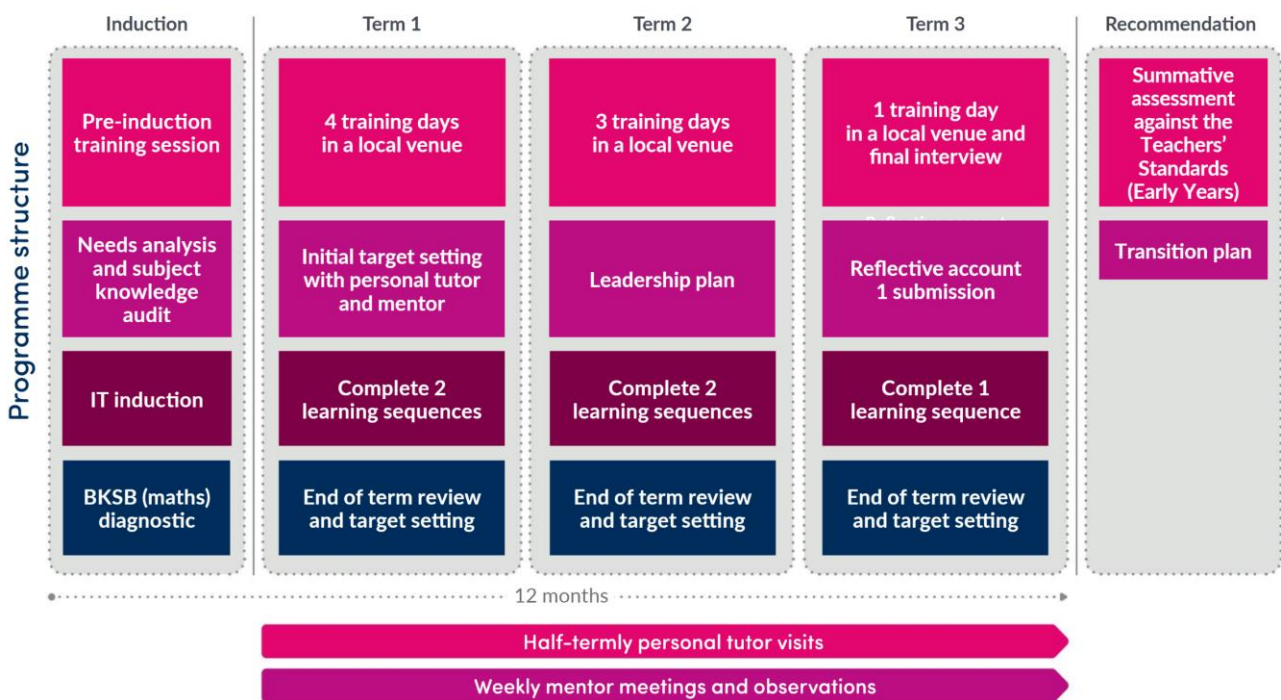 Programme structure
Induction
Term 1
Term 2
Term 3
Recommendation
Pre-induction
training session
4 training days
in a local venue
3 training days
in a local venue
1 training day
in a local venue and
final interview
Summative
assessment
against the
Teachers’
Standards
(Early Years)
Needs analysis
and subject
knowledge
audit
Initial target setting
with personal tutor
and mentor
Leadership plan
Reflective account
1 submission
Transition plan
IT induction
Complete 2
learning sequences
Complete 2
learning sequences
Complete 1
learning sequence
BKSB (maths)
diagnostic
End of term review
and target setting
End of term review
and target setting
End of term review
and target setting
12 months
Half-termly personal tutor visits
Weekly mentor meetings and observations